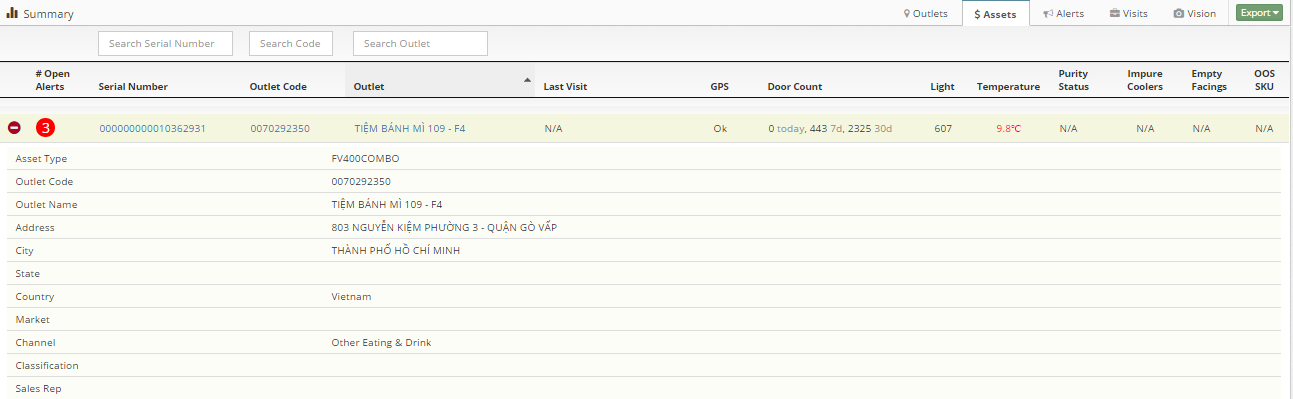 Summary
Outlets
$ Assets
Alerts
Visits
Vision
Export
Search Serial Number
Search Code
Search Outlet
# Open Alerts
Serial Number
Outlet Code
Outlet
Last Visit
GPS
Door Count
Light
Temperature
Purity Status
Impure Coolers
Empty Facings
OOS SKU
3 000000000010362931 0070292350 TIỆM BÁNH MÌ 109 - F4 N/A Ok 0 today, 443 7d, 2325 30d 607 9.8°C N/A N/A N/A N/A
Asset Type FV400COMBO
Outlet Code 0070292350
Outlet Name TIỆM BÁNH MÌ 109 - F4
Address 803 NGUYỄN KIỆM PHƯỜNG 3 - QUẬN GÒ VẤP
City THÀNH PHỐ HỒ CHÍ MINH
State
Country Vietnam
Market
Channel Other Eating & Drink
Classification
Sales Rep